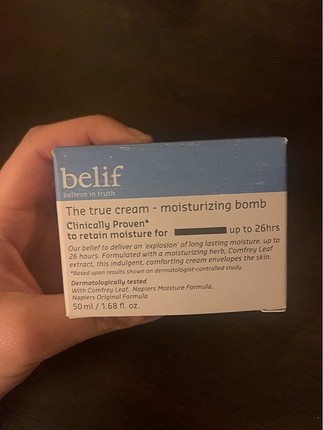 belif
believe in truth
The true cream - moisturizing bomb
Clinically Proven*
to retain moisture for up to 26hrs
Our belief to deliver an 'explosion' of long lasting moisture, up to
26 hours. Formulated with a moisturizing herb, Comfrey Leaf
extract, this indulgent, comforting cream envelopes the skin.
*Based upon results shown on dermatologist-controlled study.
Dermatologically tested
With Comfrey Leaf, Napiers Moisture Formula,
Napiers Original Formula
50 ml / 1.68 fl. oz.